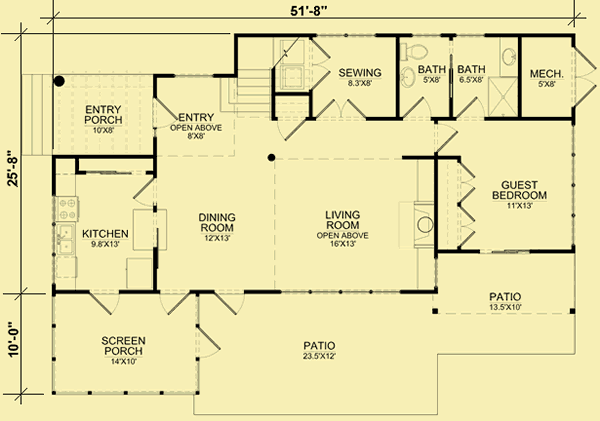 51'-8"
25'-8"
10'-0"
SEWING
8.3'X8'
BATH
5'X8'
BATH
6.5'X8'
MECH.
5'X8'
ENTRY
PORCH
10'X8'
ENTRY
OPEN ABOVE
8'X8'
KITCHEN
9.8'X13'
DINING
ROOM
12'X13'
LIVING
ROOM
OPEN ABOVE
16'X13'
GUEST
BEDROOM
11'X13'
PATIO
13.5'X10'
SCREEN
PORCH
14'X10'
PATIO
23.5'X12'